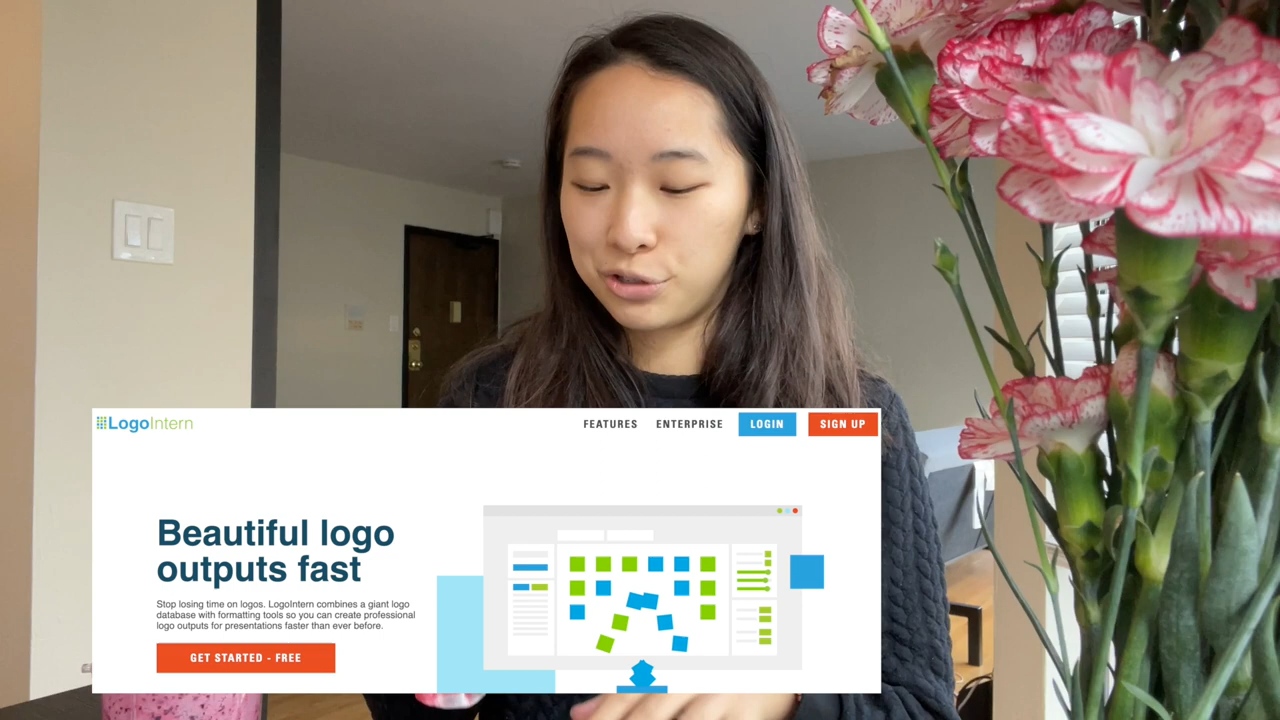 LogoIntern
FEATURES ENTERPRISE LOGIN SIGN UP
Beautiful logo
outputs fast
Stop losing time on logos. LogoIntern combines a giant logo
database with formatting tools so you can create professional
logo outputs for presentations faster than ever before.
GET STARTED - FREE